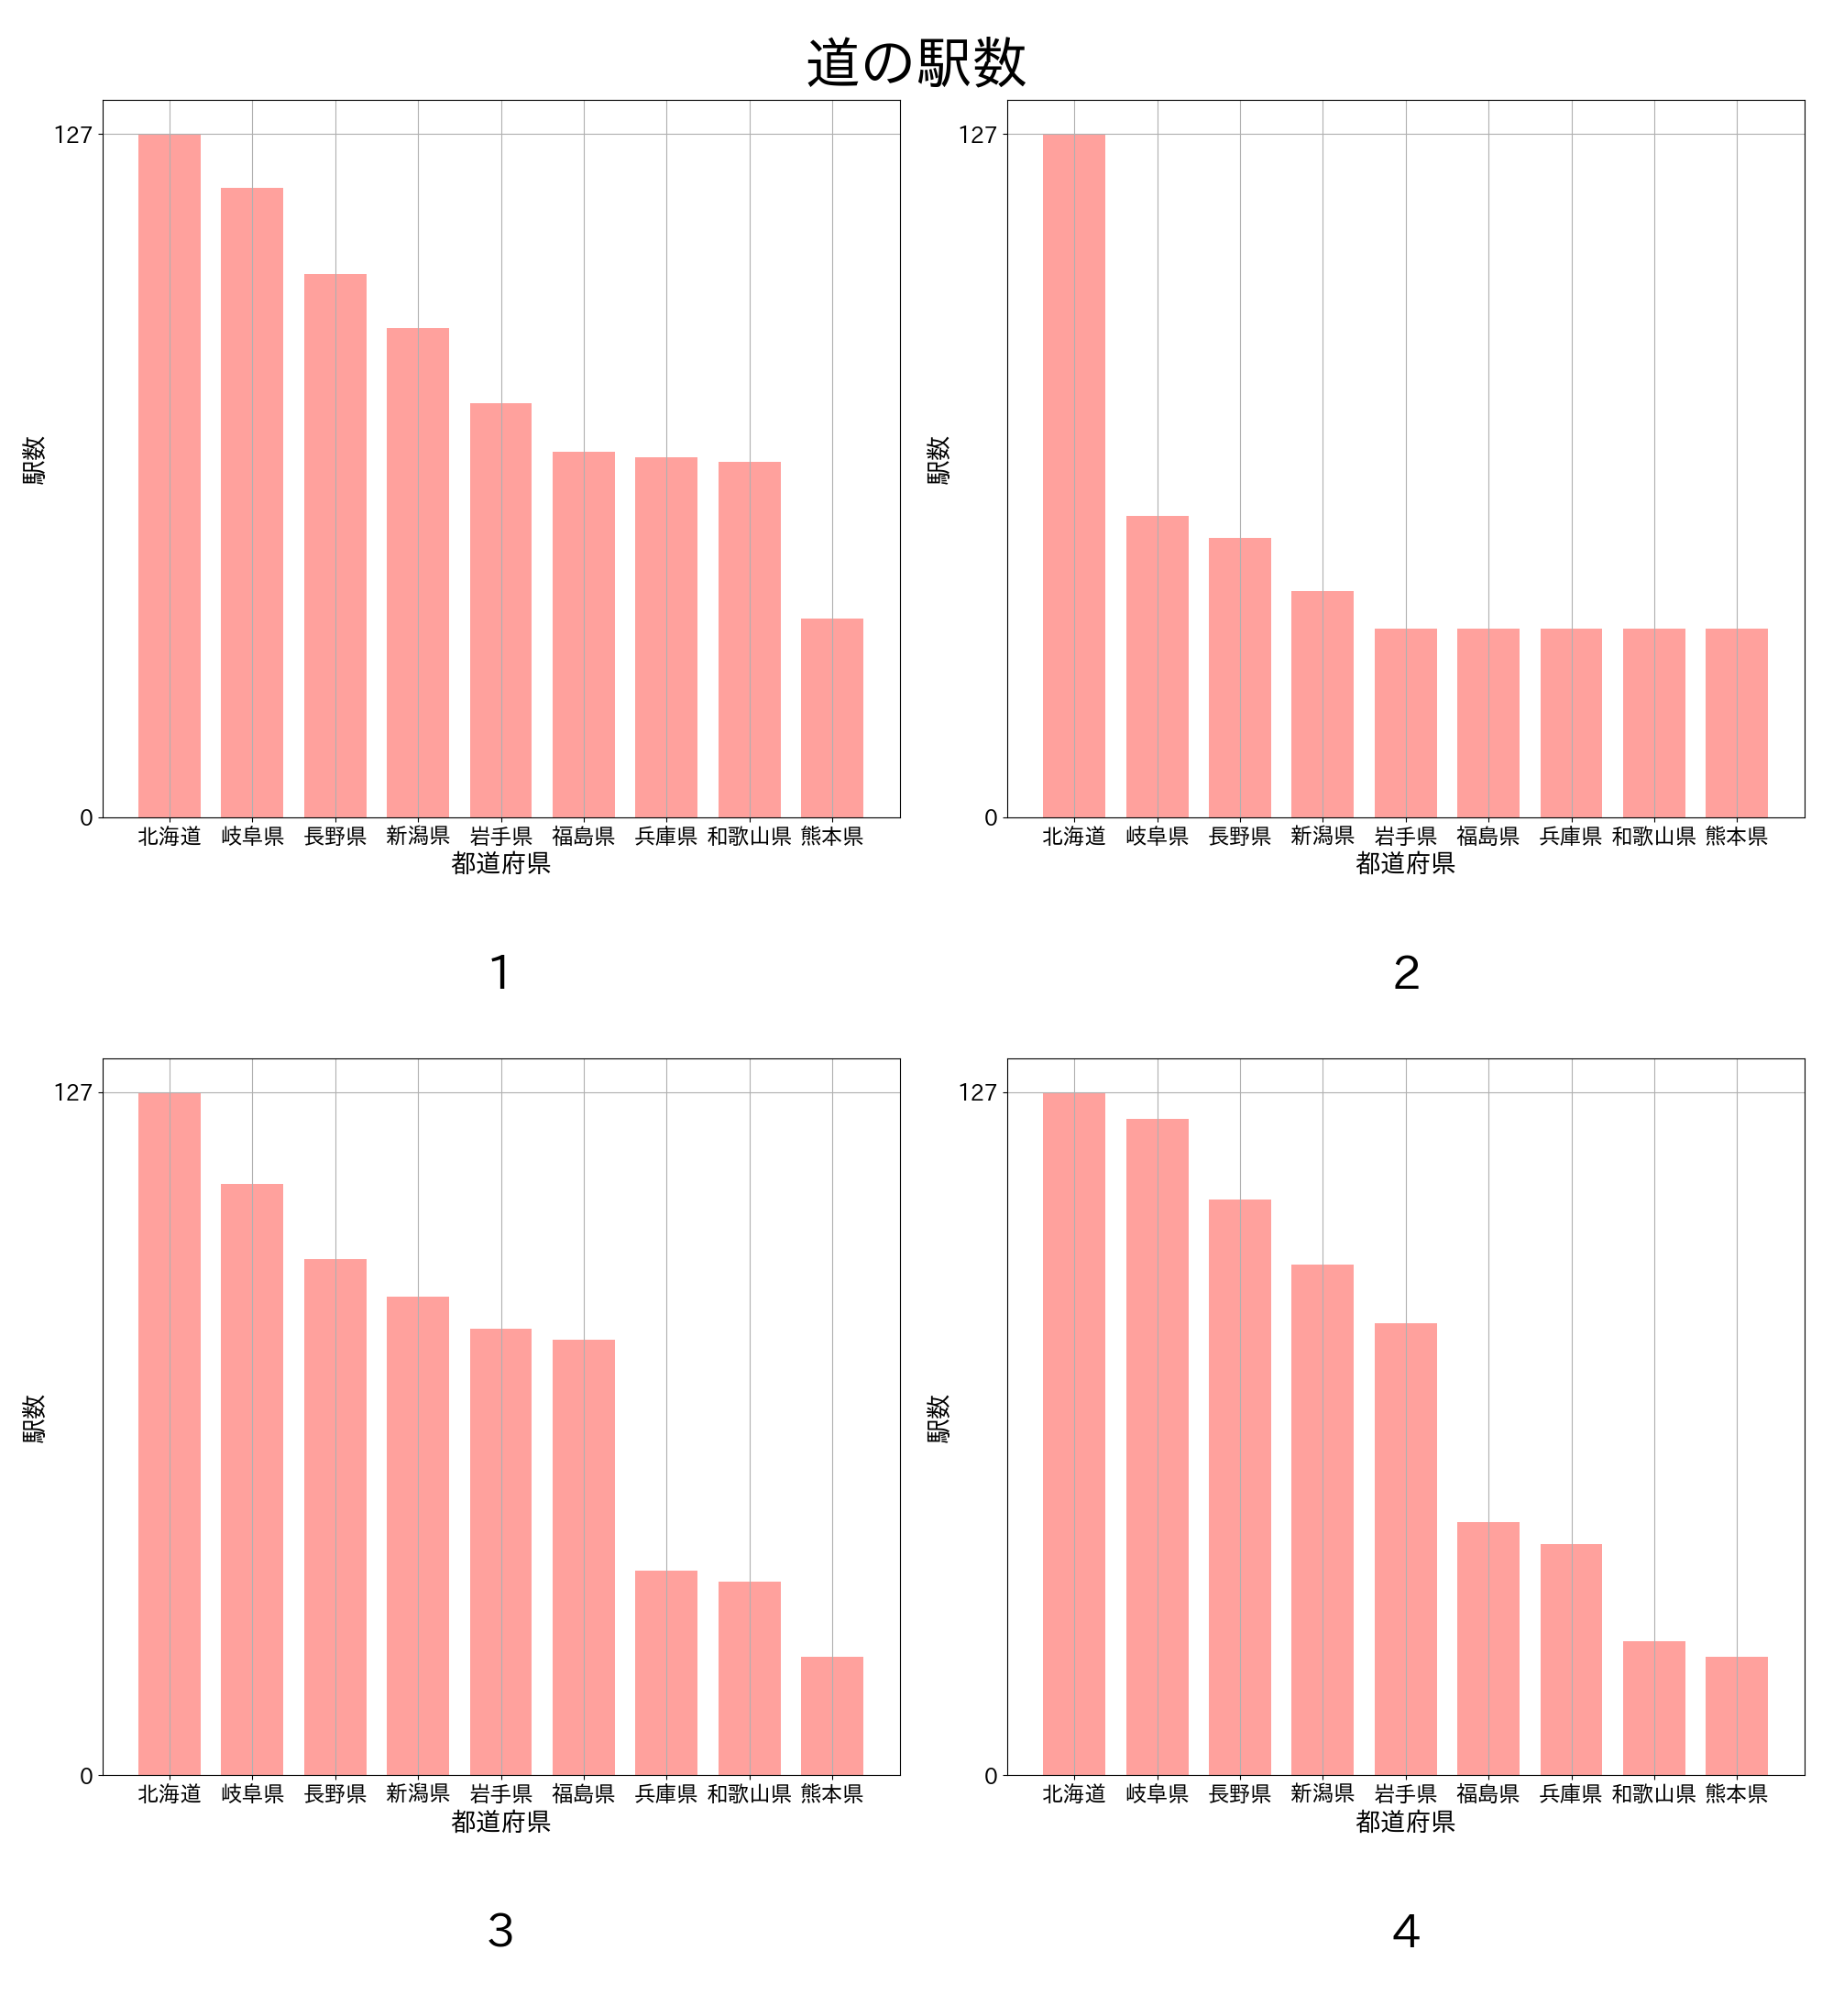 道の駅数
127
0
駅数
北海道 岐阜県 長野県 新潟県 岩手県 福島県 兵庫県 和歌山県 熊本県
都道府県
1
127
0
駅数
北海道 岐阜県 長野県 新潟県 岩手県 福島県 兵庫県 和歌山県 熊本県
都道府県
2
127
0
駅数
北海道 岐阜県 長野県 新潟県 岩手県 福島県 兵庫県 和歌山県 熊本県
都道府県
3
127
0
駅数
北海道 岐阜県 長野県 新潟県 岩手県 福島県 兵庫県 和歌山県 熊本県
都道府県
4